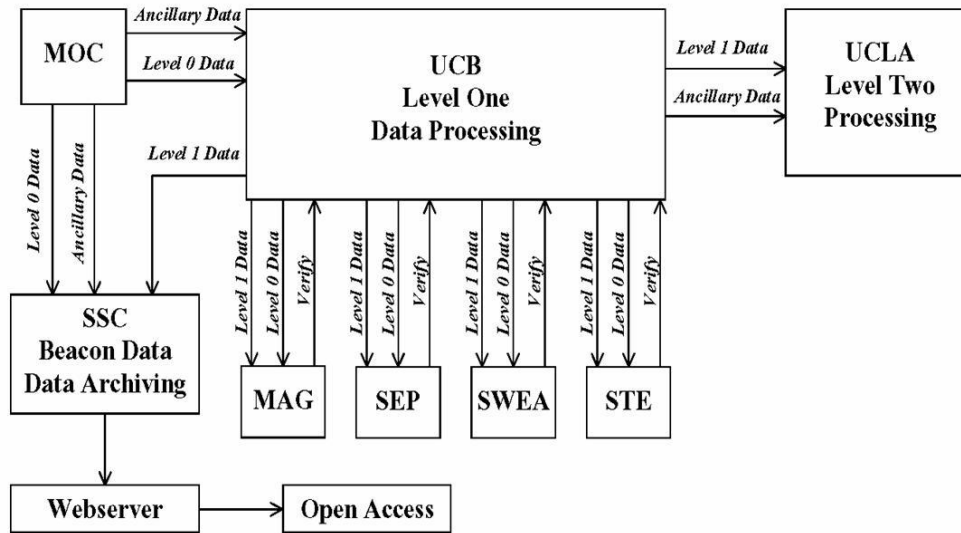 Ancillary Data
MOC
Level 0 Data
UCB
Level One
Data Processing
Level 1 Data
Ancillary Data
UCLA
Level Two
Processing
Level 1 Data
Level 0 Data
Ancillary Data
Level 1 Data
Level 0 Data
Verify
Level 1 Data
Level 0 Data
Verify
Level 1 Data
Level 0 Data
Verify
Level 1 Data
Level 0 Data
Verify
SSC
Beacon Data
Data Archiving
MAG
SEP
SWEA
STE
Webserver
Open Access